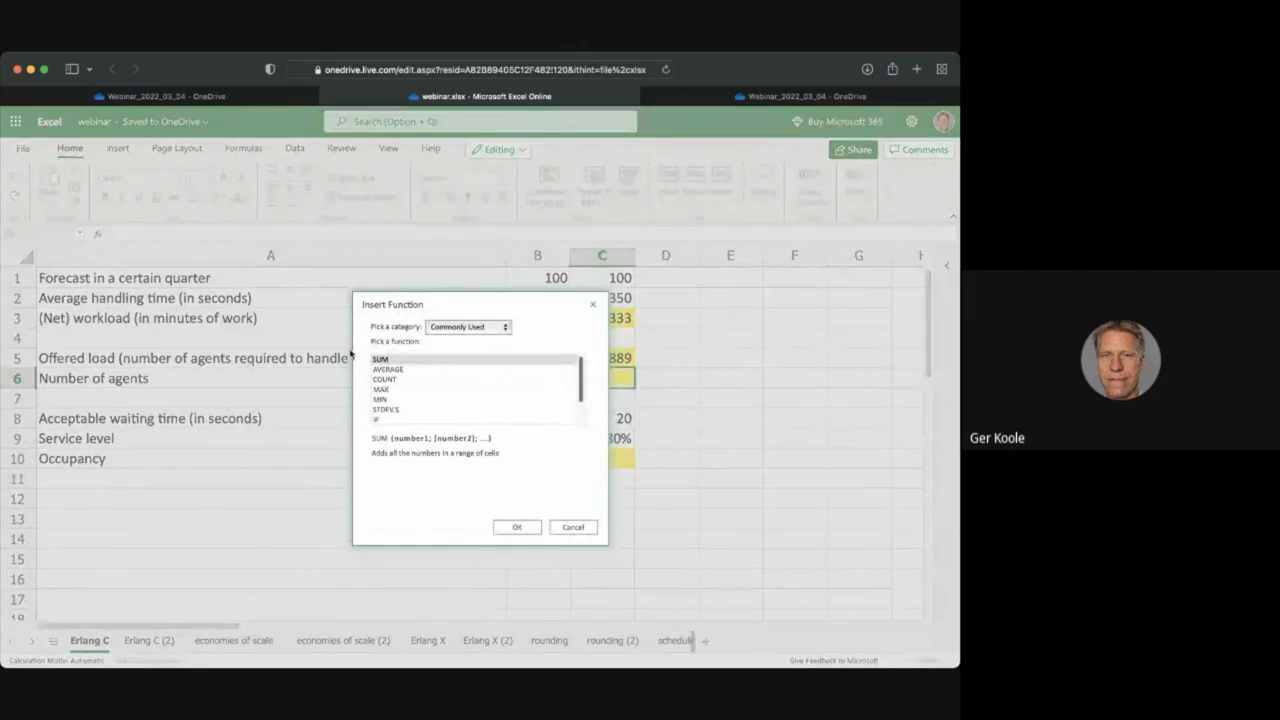 onedrive.live.com/edit.aspx?resid=A82B89405C12F482!120&ithint=file%2cxlsx
Webinar_2022_03_04 - OneDrive
webinar.xlsx - Microsoft Excel Online
Webinar_2022_03_04 - OneDrive
Excel webinar - Saved to OneDrive
Search (Option + Q)
Buy Microsoft 365
File Home Insert Page Layout Formulas Data Review View Help Editing Share Comments
fx
A B C D E F G H
1 Forecast in a certain quarter 100 100
2 Average handling time (in seconds) 350
3 (Net) workload (in minutes of work) 333
4
5 Offered load (number of agents required to handle 889
6 Number of agents
7
8 Acceptable waiting time (in seconds) 20
9 Service level 80%
10 Occupancy
11
12
13
14
15
16
17
18
Insert Function
Pick a category: Commonly Used
Pick a function:
SUM
AVERAGE
COUNT
MAX
MIN
STDEV.S
IF
SUM (number1; [number2]; ...)
Adds all the numbers in a range of cells
OK Cancel
Erlang C Erlang C (2) economies of scale economies of scale (2) Erlang X Erlang X (2) rounding rounding (2) schedulin
Calculation Mode: Automatic
Give Feedback to Microsoft
Ger Koole